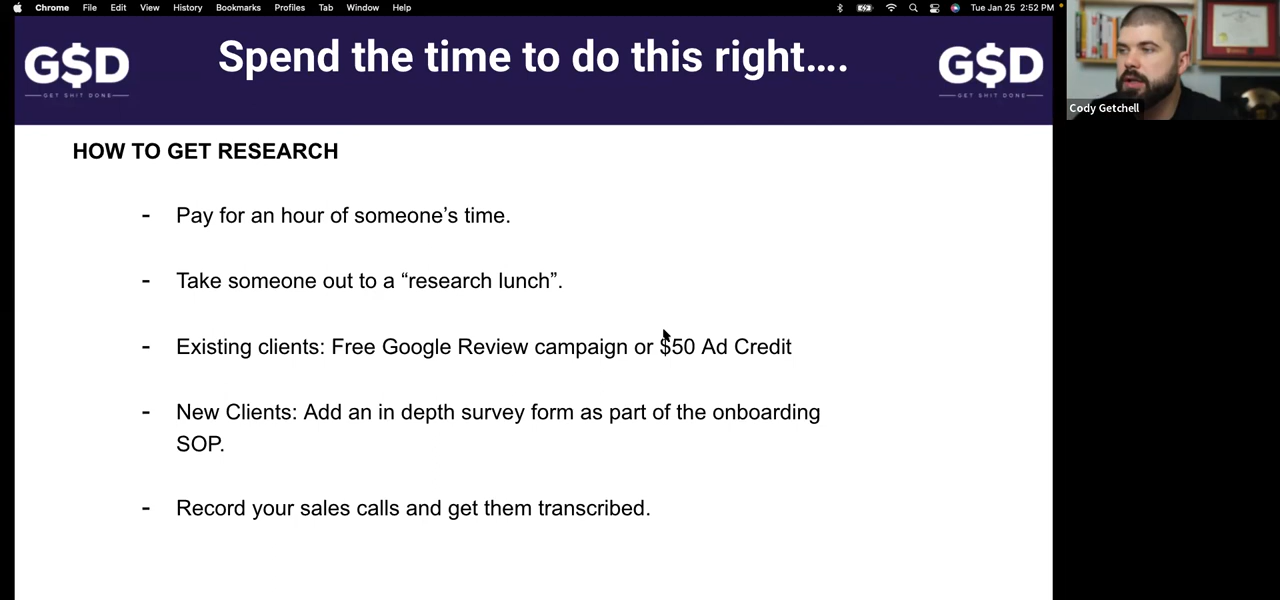 Chrome File Edit View History Bookmarks Profiles Tab Window Help
Tue Jan 25 2:52 PM
G$D
GET SHIT DONE
Spend the time to do this right....
G$D
GET SHIT DONE
Cody Getchell
HOW TO GET RESEARCH
- Pay for an hour of someone’s time.
- Take someone out to a “research lunch”.
- Existing clients: Free Google Review campaign or $50 Ad Credit
- New Clients: Add an in depth survey form as part of the onboarding
SOP.
- Record your sales calls and get them transcribed.